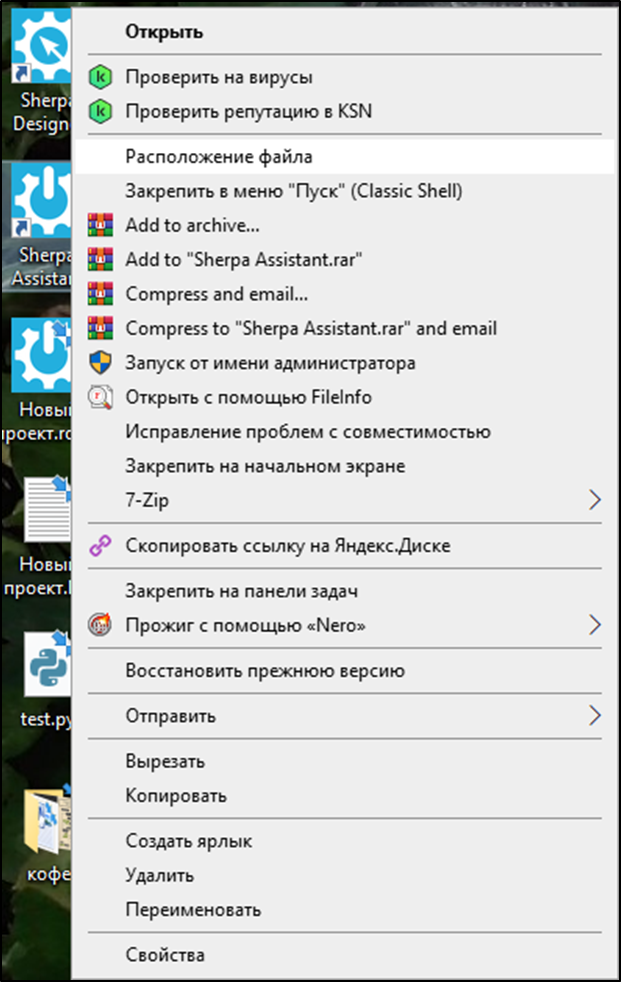 Sherpa
Design
Sherpa
Assistan
Новый
проект.ro
Новый
проект.
test.py
кофе
Открыть
Проверить на вирусы
Проверить репутацию в KSN
Расположение файла
Закрепить в меню "Пуск" (Classic Shell)
Add to archive...
Add to "Sherpa Assistant.rar"
Compress and email...
Compress to "Sherpa Assistant.rar" and email
Запуск от имени администратора
Открыть с помощью FileInfo
Исправление проблем с совместимостью
Закрепить на начальном экране
7-Zip
Скопировать ссылку на Яндекс.Диске
Закрепить на панели задач
Прожиг с помощью «Nero»
Восстановить прежнюю версию
Отправить
Вырезать
Копировать
Создать ярлык
Удалить
Переименовать
Свойства